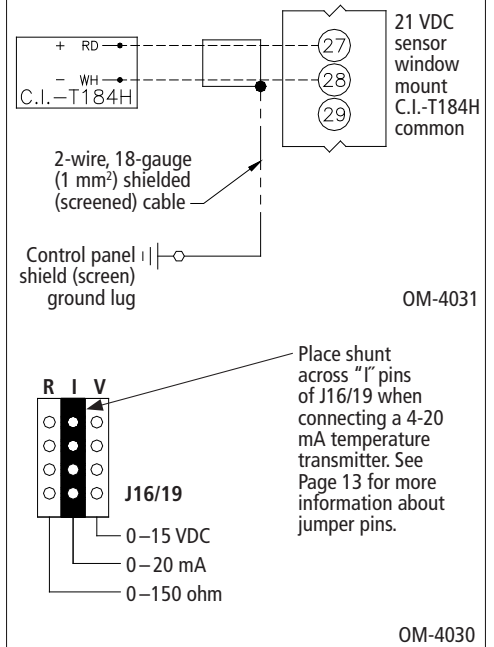 + RD
- WH
C.I.-T184H
27
28
29
21 VDC
sensor
window
mount
C.I.-T184H
common
2-wire, 18-gauge
(1 mm²) shielded
(screened) cable
Control panel
shield (screen)
ground lug
OM-4031
R I V
J16/19
0–15 VDC
0–20 mA
0–150 ohm
Place shunt
across “I˝ pins
of J16/19 when
connecting a 4-20
mA temperature
transmitter. See
Page 13 for more
information about
jumper pins.
OM-4030